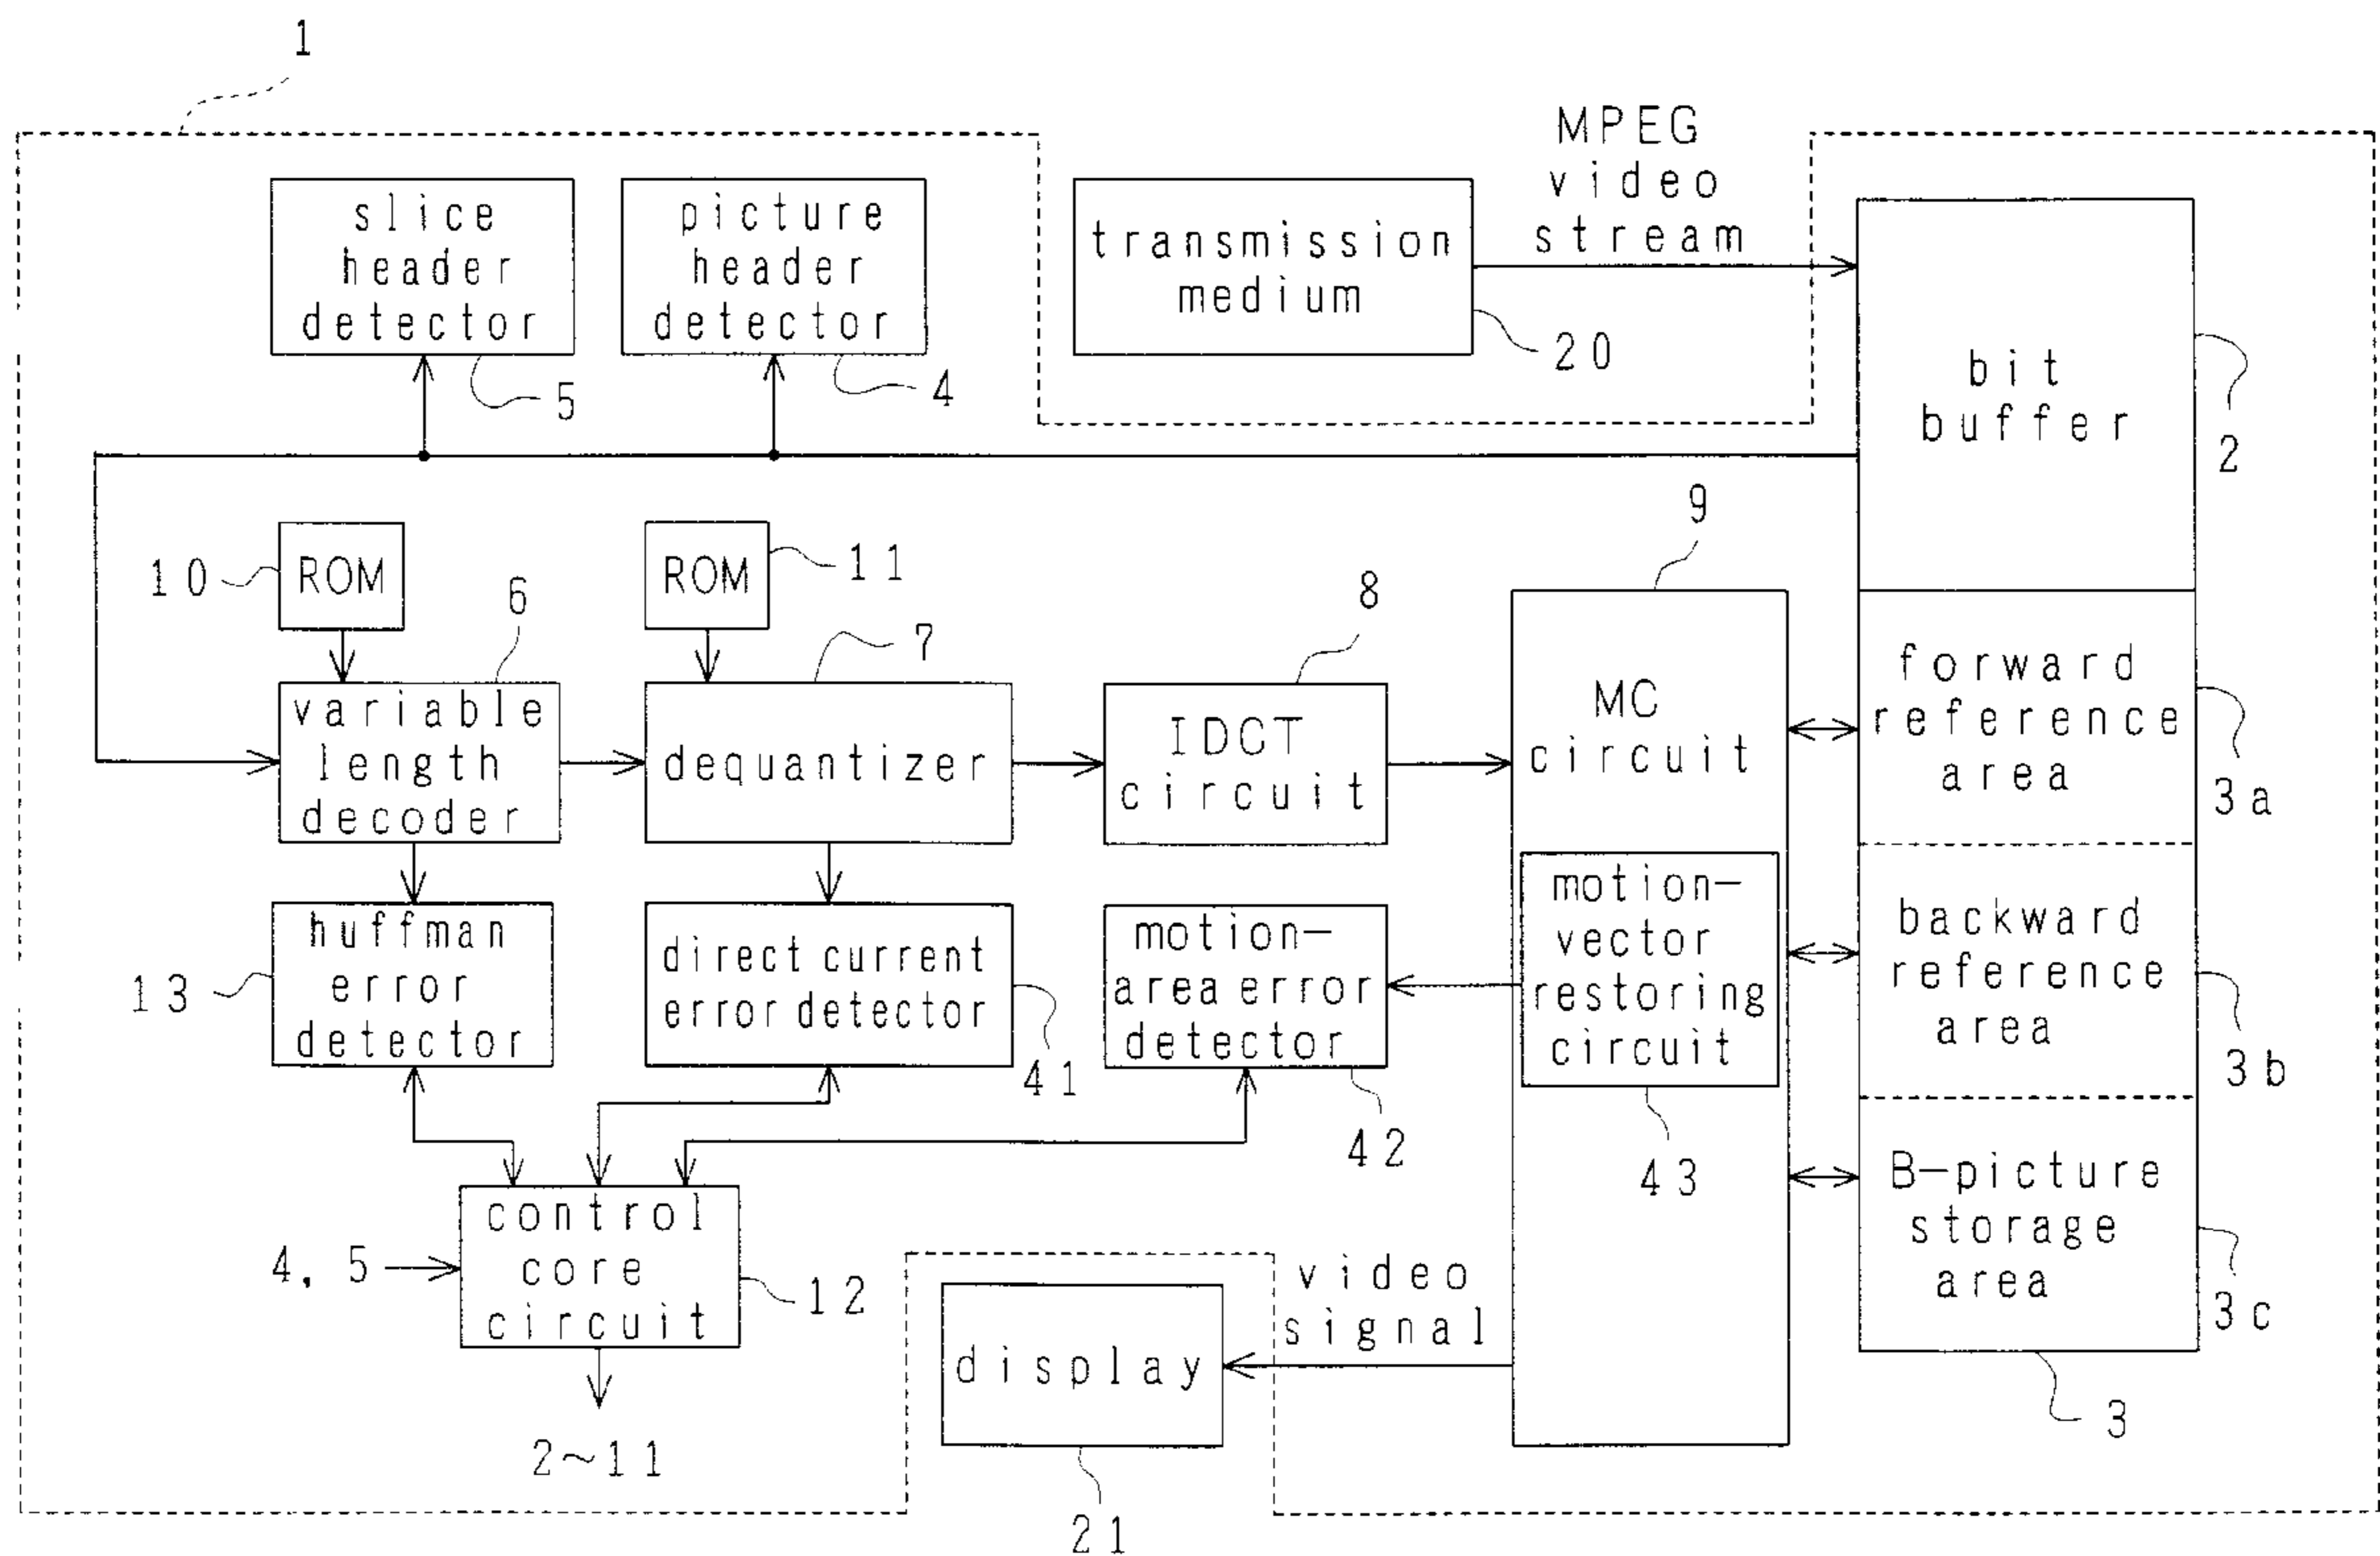 1
MPEG
video
stream
slice
header
detector
5
picture
header
detector
4
transmission
medium
20
bit
buffer
2
10
ROM
ROM
11
6
7
8
9
variable
length
decoder
dequantizer
IDCT
circuit
MC
circuit
forward
reference
area
3a
huffman
error
detector
13
direct current
error detector
41
motion-
area error
detector
42
motion-
vector
restoring
circuit
43
backward
reference
area
3b
B-picture
storage
area
3c
3
4, 5
control
core
circuit
12
2~11
display
21
video
signal